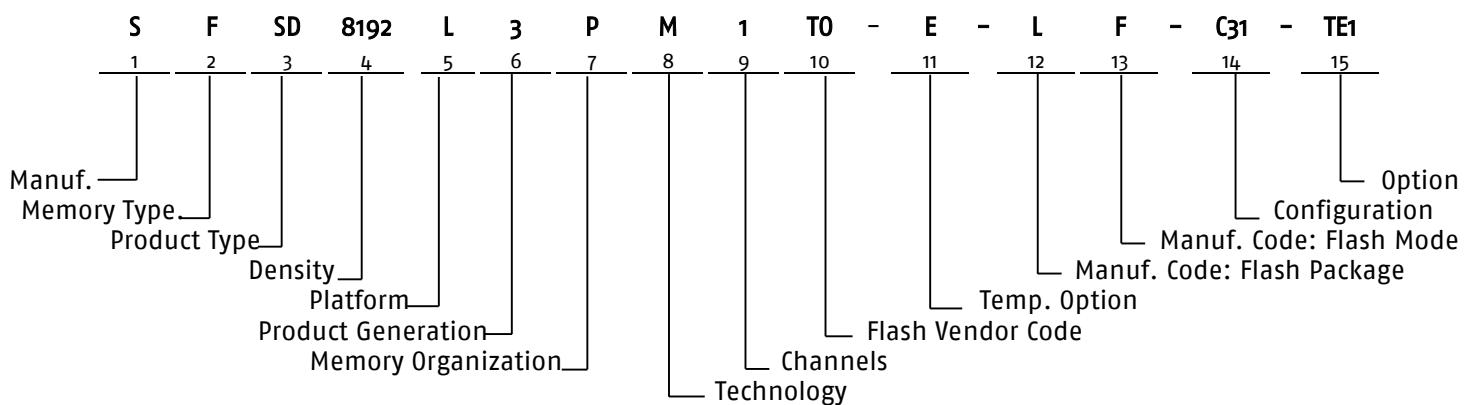 S F SD 8192 L 3 P M 1 TO - E - L F - C31 - TE1
1 2 3 4 5 6 7 8 9 10 11 12 13 14 15
Manuf. Option
Memory Type. Configuration
Product Type Manuf. Code: Flash Mode
Density Manuf. Code: Flash Package
Platform Temp. Option
Product Generation Flash Vendor Code
Memory Organization Channels
Technology